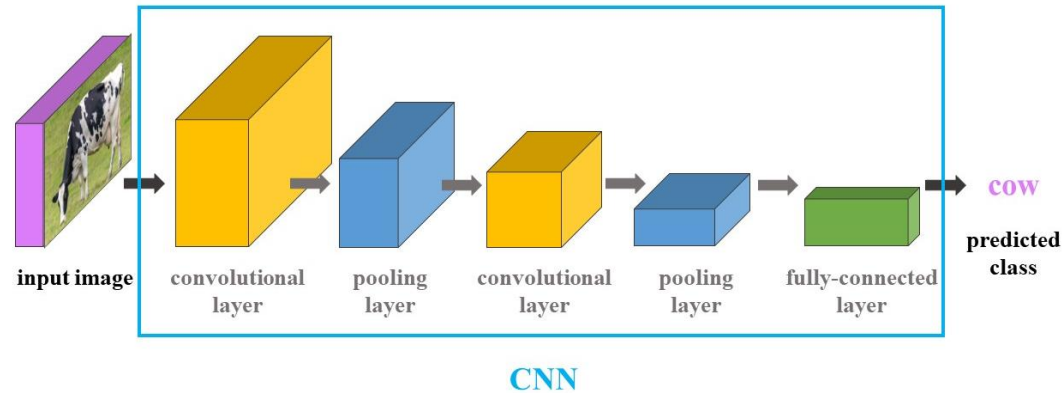 cow
input image
convolutional
layer
pooling
layer
convolutional
layer
pooling
layer
fully-connected
layer
predicted
class
CNN